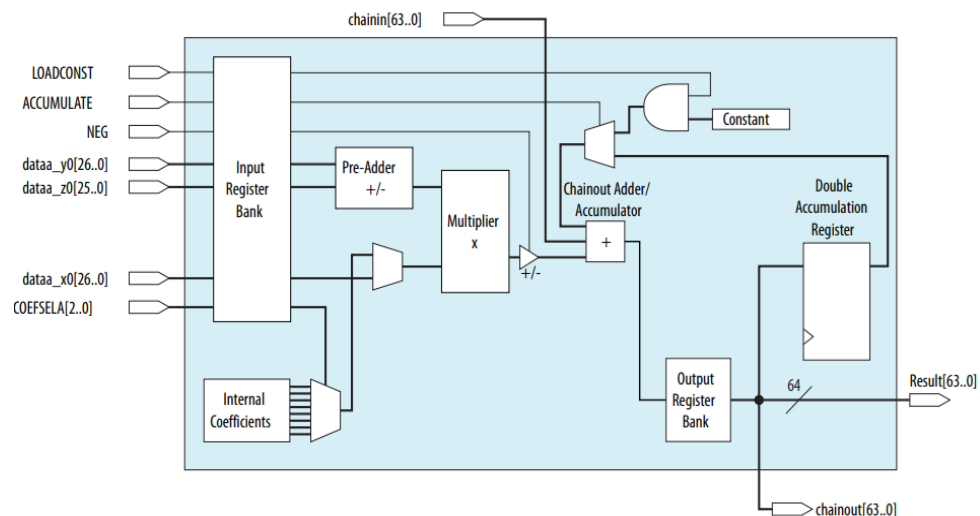 chainin[63..0]
LOADCONST
ACCUMULATE
NEG
dataa_y0[26..0]
dataa_z0[25..0]
dataa_x0[26..0]
COEFSELA[2..0]
Input
Register
Bank
Pre-Adder
+/-
Multiplier
x
+/-
Constant
Chainout Adder/
Accumulator
+
Double
Accumulation
Register
Internal
Coefficients
Output
Register
Bank
64
Result[63..0]
chainout[63..0]